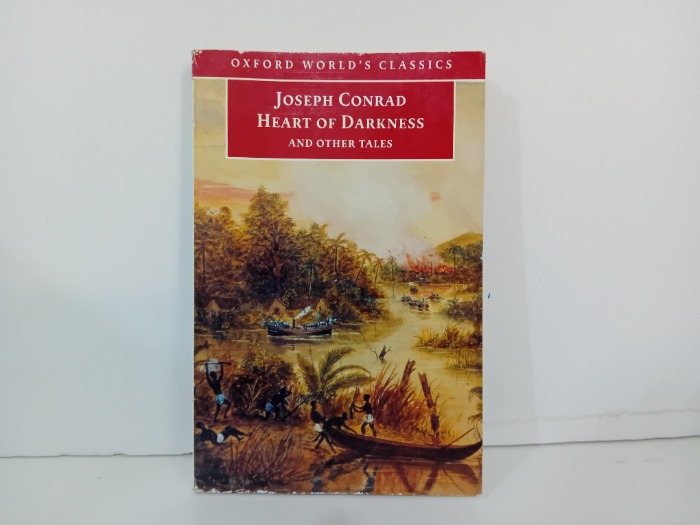 OXFORD WORLD'S CLASSICS
JOSEPH CONRAD
HEART OF DARKNESS
AND OTHER TALES